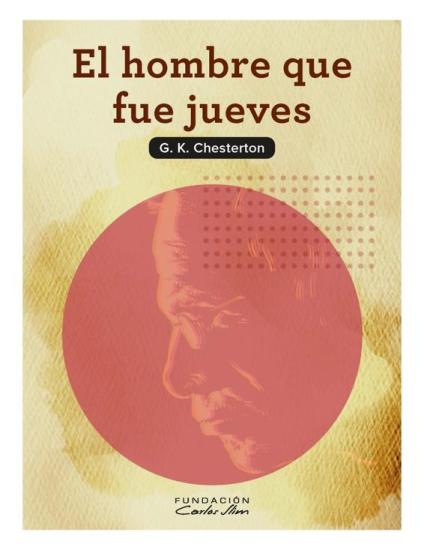 El hombre que
fue jueves
G. K. Chesterton
FUNDACIÓN
Carlos Slim